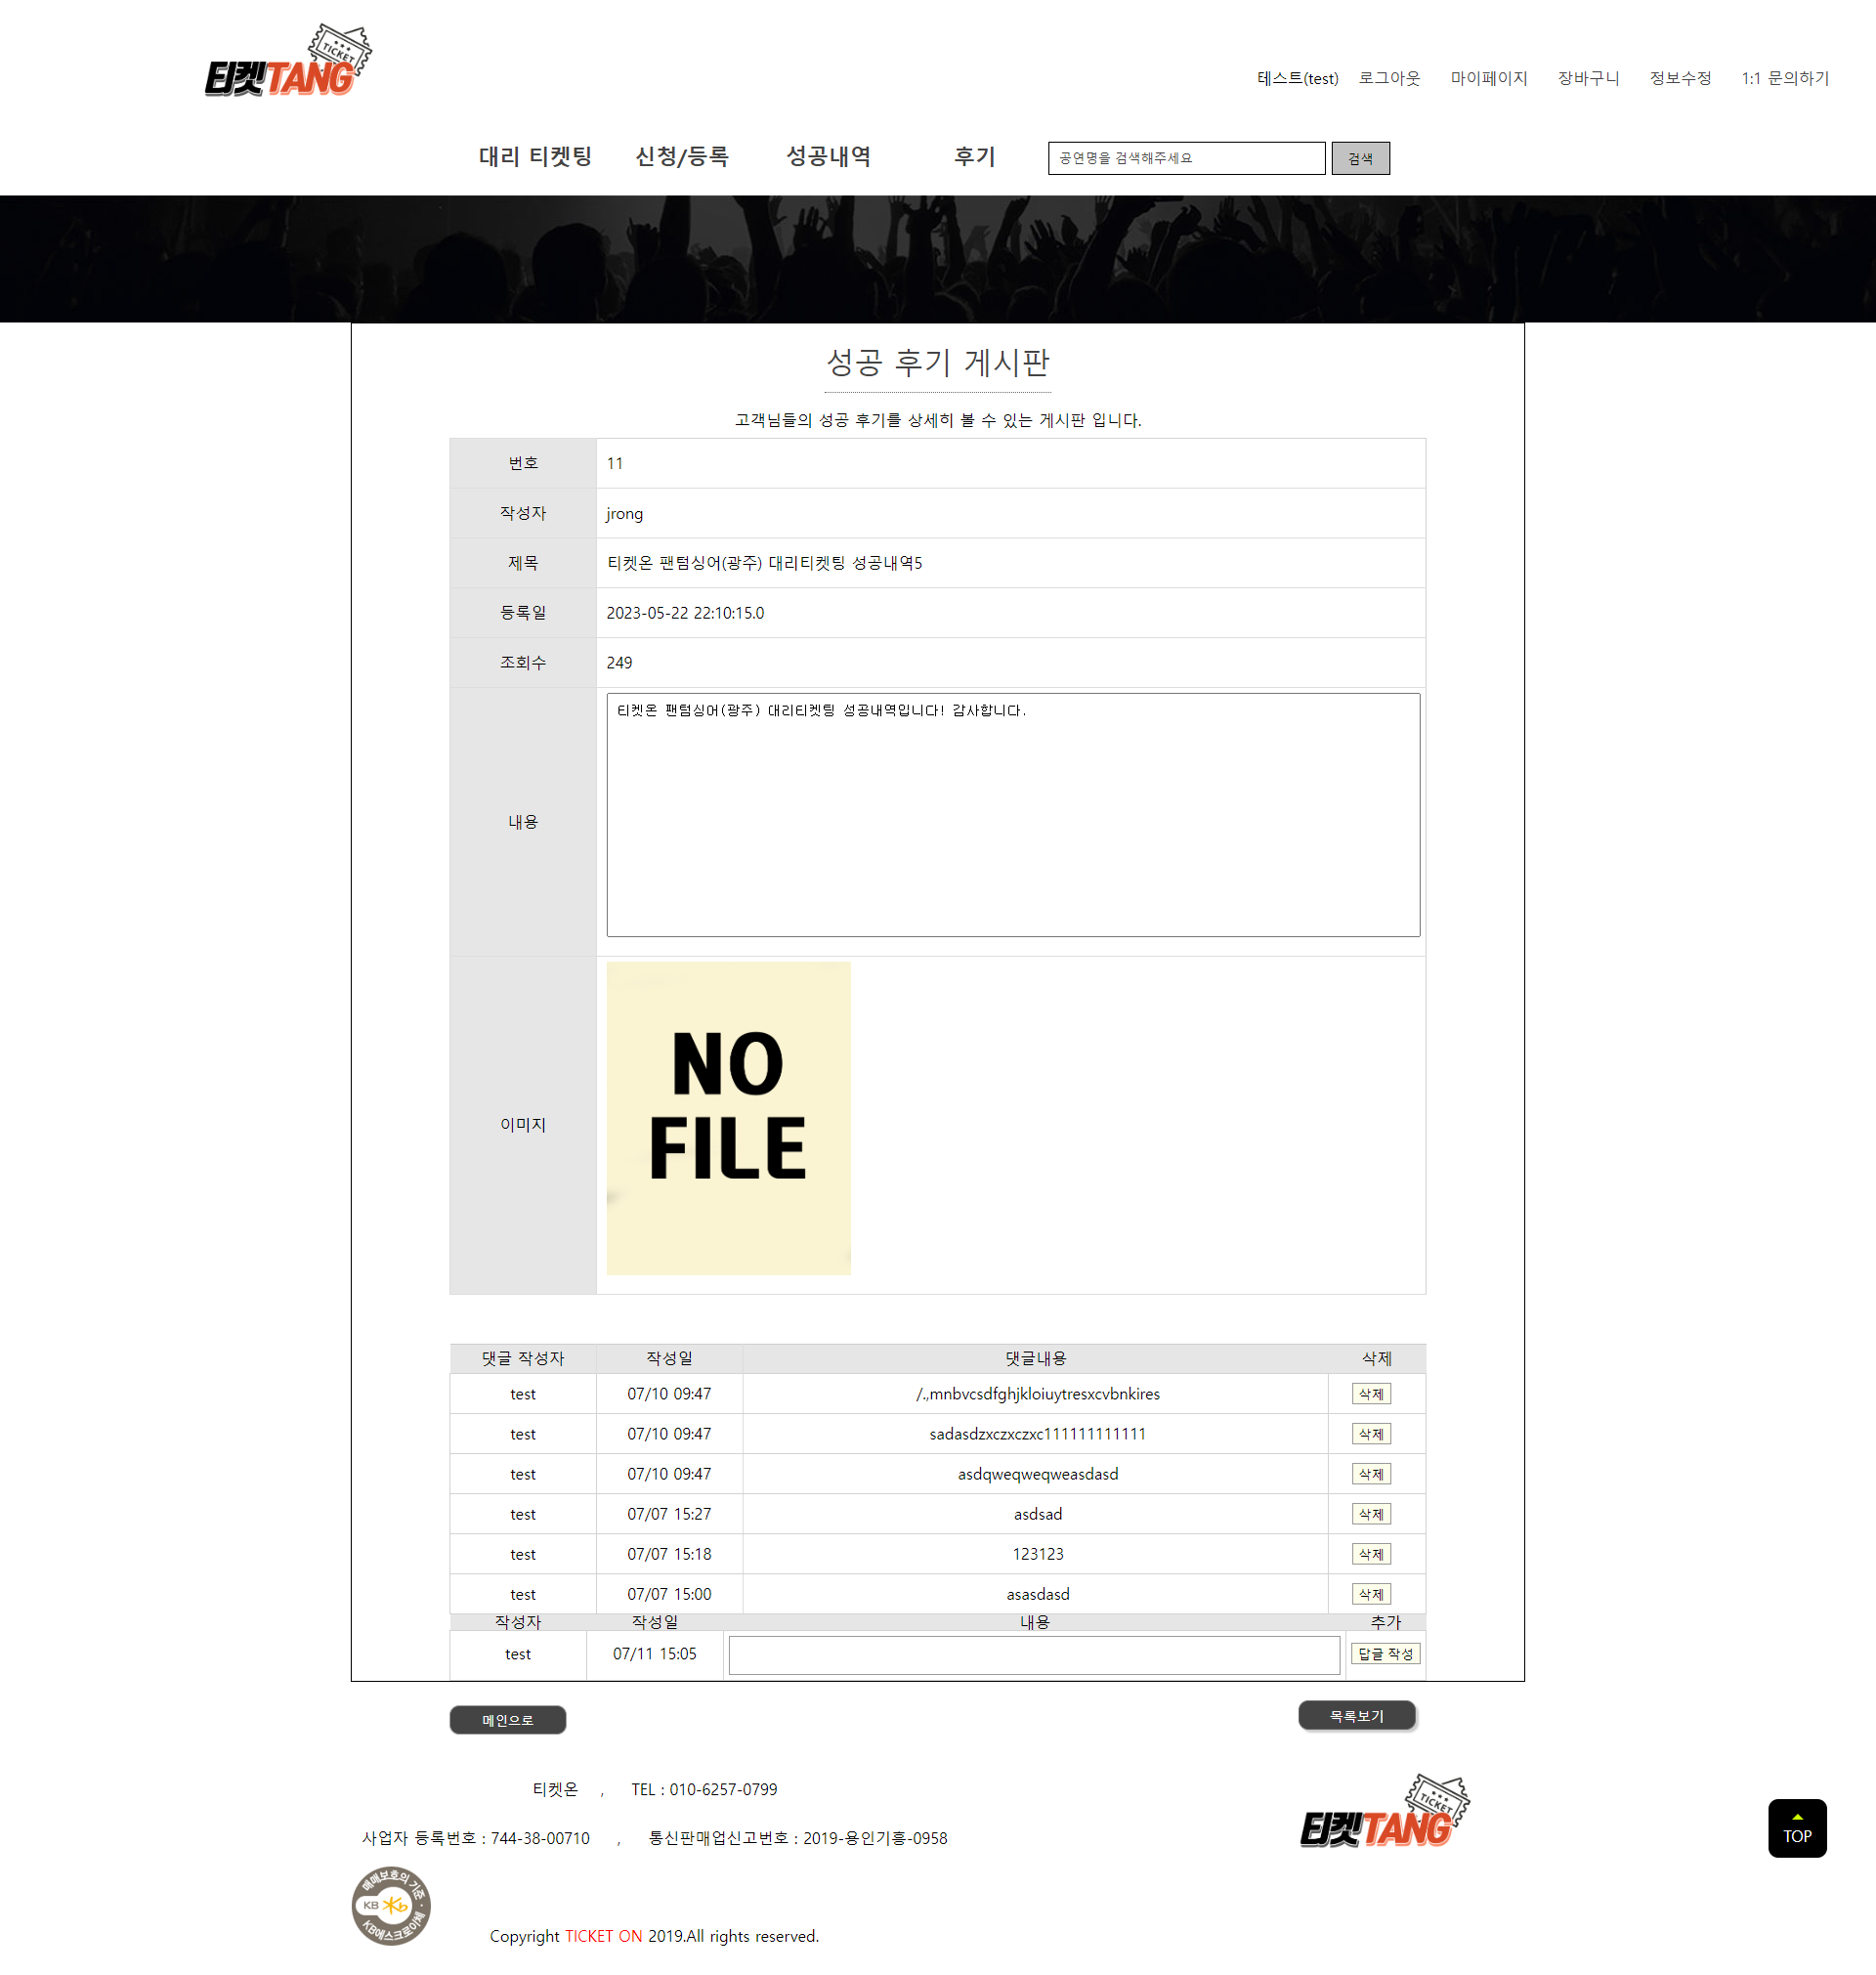 TICKET
티켓TANG
테스트(test) 로그아웃 마이페이지 장바구니 정보수정 1:1 문의하기
대리 티켓팅 신청/등록 성공내역 후기 공연명을 검색해주세요 검색
성공 후기 게시판
고객님들의 성공 후기를 상세히 볼 수 있는 게시판 입니다.
번호 11
작성자 jrong
제목 티켓온 팬텀싱어(광주) 대리티켓팅 성공내역5
등록일 2023-05-22 22:10:15.0
조회수 249
내용 티켓온 팬텀싱어(광주) 대리티켓팅 성공내역입니다! 감사합니다.
이미지 NO
FILE
댓글 작성자 작성일 댓글내용 삭제
test 07/10 09:47 /.,mnbvcsdfghjkloiuytresxcvbnkires 삭제
test 07/10 09:47 sadasdzxczxczxc111111111111 삭제
test 07/10 09:47 asdqweqweqweasdasd 삭제
test 07/07 15:27 asdsad 삭제
test 07/07 15:18 123123 삭제
test 07/07 15:00 asasdasd 삭제
작성자 작성일 내용 추가
test 07/11 15:05 답글 작성
메인으로 목록보기
티켓온 , TEL : 010-6257-0799
TICKET
티켓TANG
사업자 등록번호 : 744-38-00710 , 통신판매업신고번호 : 2019-용인기흥-0958
TOP
매매보호의 기준 ·
KB
KB에스크로이체
Copyright TICKET ON 2019.All rights reserved.